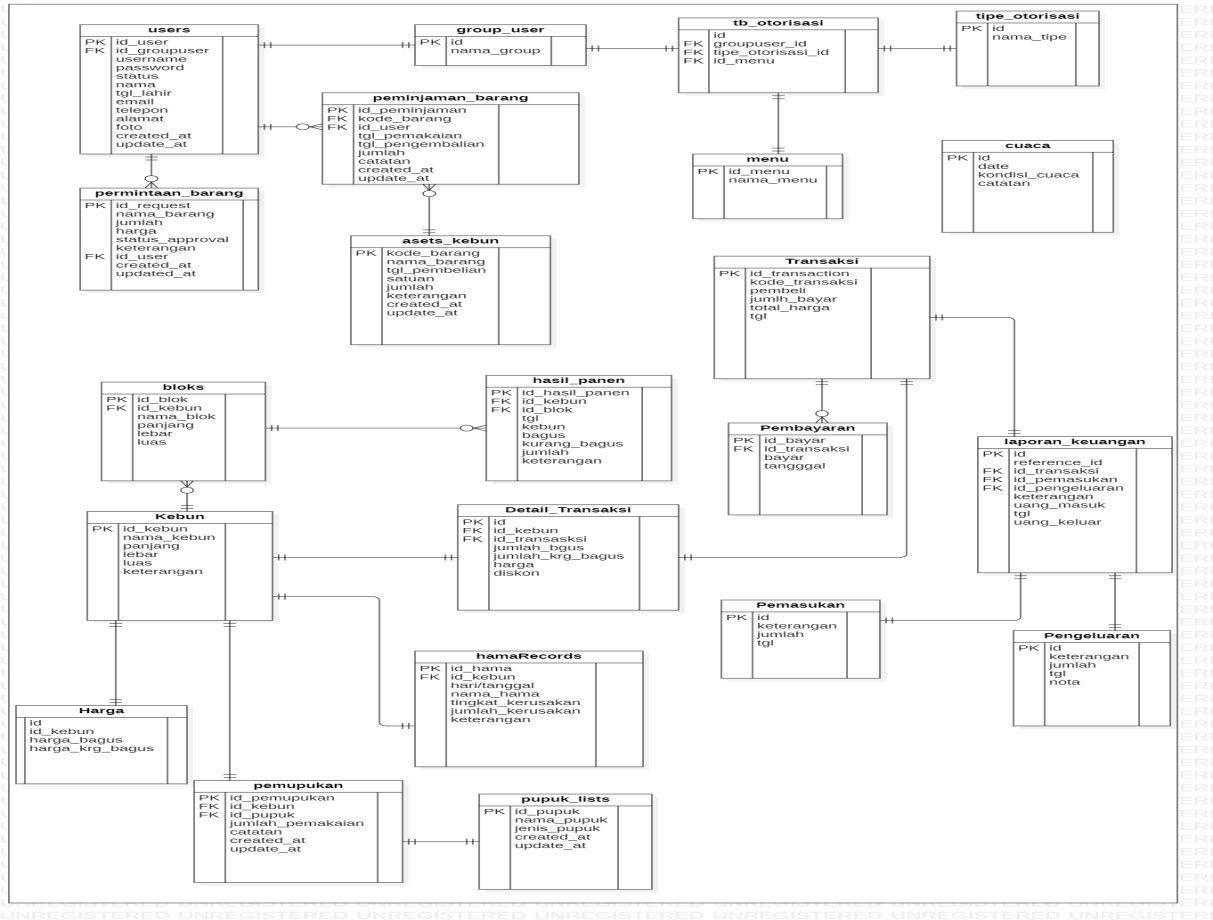 users
PK id_user
FK id_groupuser
username
password
status
nama
tgl_lahir
email
telepon
alamat
foto
created_at
update_at
group_user
PK id
nama_group
tb_otorisasi
id
FK groupuser_id
FK tipe_otorisasi_id
FK id_menu
tipe_otorisasi
PK id
nama_tipe
peminjaman_barang
PK id_peminjaman
FK kode_barang
FK id_user
tgl_pemakaian
tgl_pengembalian
jumlah
catatan
created_at
update_at
menu
PK id_menu
nama_menu
cuaca
PK id
date
kondisi_cuaca
catatan
permintaan_barang
PK id_request
nama_barang
jumlah
harga
status_approval
keterangan
FK id_user
created_at
updated_at
asets_kebun
PK kode_barang
nama_barang
tgl_pembelian
satuan
jumlah
keterangan
created_at
update_at
Transaksi
PK id_transaction
kode_transaksi
pembeli
jumlh_bayar
total_harga
tgl
bloks
PK id_blok
FK id_kebun
nama_blok
panjang
lebar
luas
hasil_panen
PK id_hasil_panen
FK id_kebun
FK id_blok
tgl
kebun
bagus
kurang_bagus
jumlah
keterangan
Pembayaran
PK id_bayar
FK id_transaksi
bayar
tangggal
laporan_keuangan
PK id
reference_id
FK id_transaksi
FK id_pemasukan
FK id_pengeluaran
keterangan
uang_masuk
tgl
uang_keluar
Kebun
PK id_kebun
nama_kebun
panjang
lebar
luas
keterangan
Detail_Transaksi
PK id
FK id_kebun
FK id_transasksi
jumlah_bgus
jumlah_krg_bagus
harga
diskon
Pemasukan
PK id
keterangan
jumlah
tgl
Pengeluaran
PK id
keterangan
jumlah
tgl
nota
hamaRecords
PK id_hama
FK id_kebun
hari/tanggal
nama_hama
tingkat_kerusakan
jumlah_kerusakan
keterangan
Harga
id
id_kebun
harga_bagus
harga_krg_bagus
pemupukan
PK id_pemupukan
FK id_kebun
FK id_pupuk
jumlah_pemakaian
catatan
created_at
update_at
pupuk_lists
PK id_pupuk
nama_pupuk
jenis_pupuk
created_at
update_at
UNREGISTERED UNREGISTERED UNREGISTERED UNREGISTERED UNREGISTERED UNREGISTERED UNREGISTERED